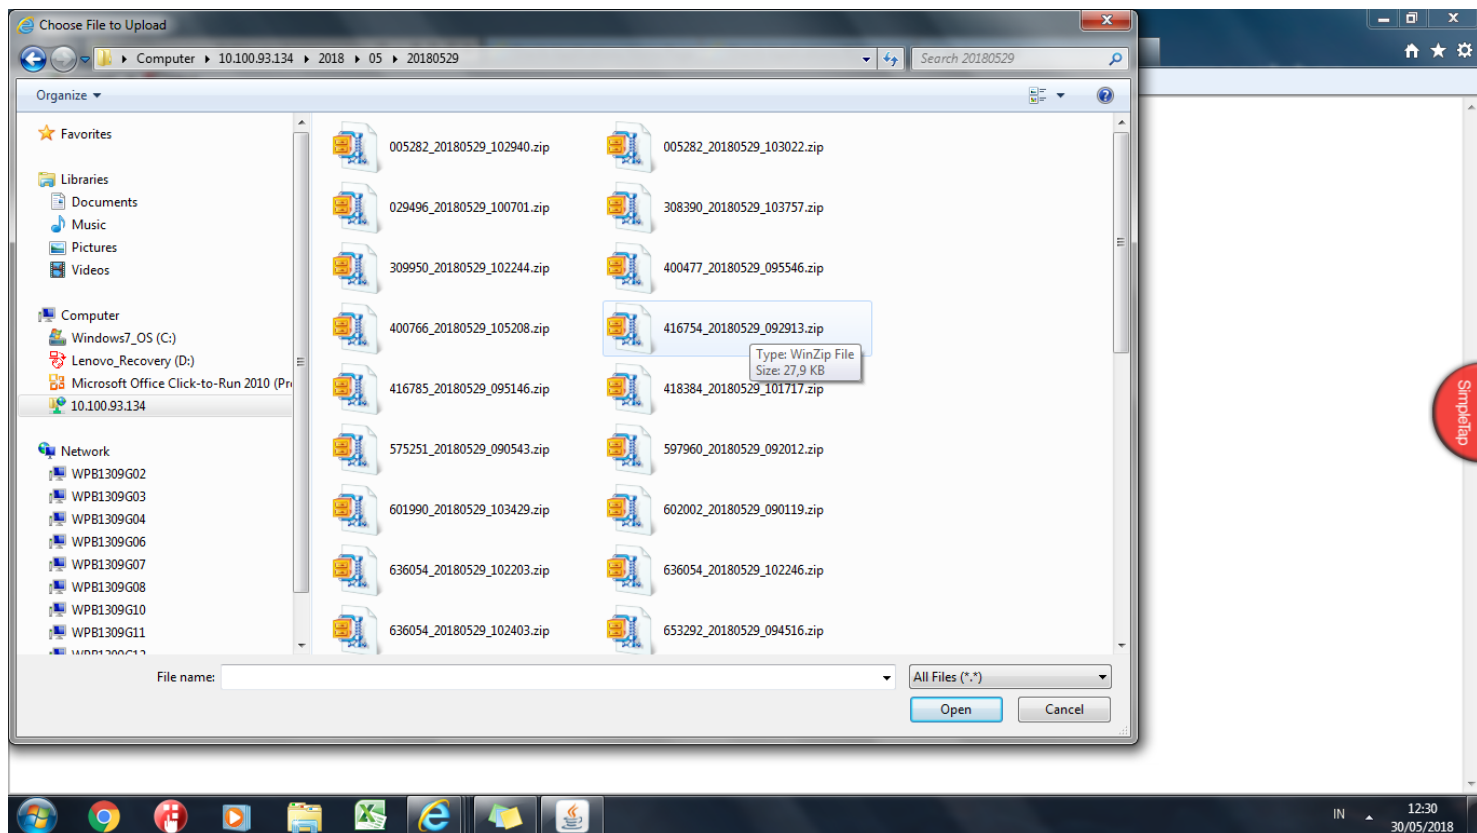 Choose File to Upload
Computer 10.100.93.134 2018 05 20180529
Search 20180529
Organize
Favorites
Libraries
Documents
Music
Pictures
Videos
Computer
Windows7_OS (C:)
Lenovo_Recovery (D:)
Microsoft Office Click-to-Run 2010 (Pr
10.100.93.134
Network
WPB1309G02
WPB1309G03
WPB1309G04
WPB1309G06
WPB1309G07
WPB1309G08
WPB1309G10
WPB1309G11
005282_20180529_102940.zip
005282_20180529_103022.zip
029496_20180529_100701.zip
308390_20180529_103757.zip
309950_20180529_102244.zip
400477_20180529_095546.zip
400766_20180529_105208.zip
416754_20180529_092913.zip
Type: WinZip File
Size: 27,9 KB
416785_20180529_095146.zip
418384_20180529_101717.zip
575251_20180529_090543.zip
597960_20180529_092012.zip
601990_20180529_103429.zip
602002_20180529_090119.zip
636054_20180529_102203.zip
636054_20180529_102246.zip
636054_20180529_102403.zip
653292_20180529_094516.zip
File name:
All Files (*.*)
Open
Cancel
SimpleTap
IN
12:30
30/05/2018